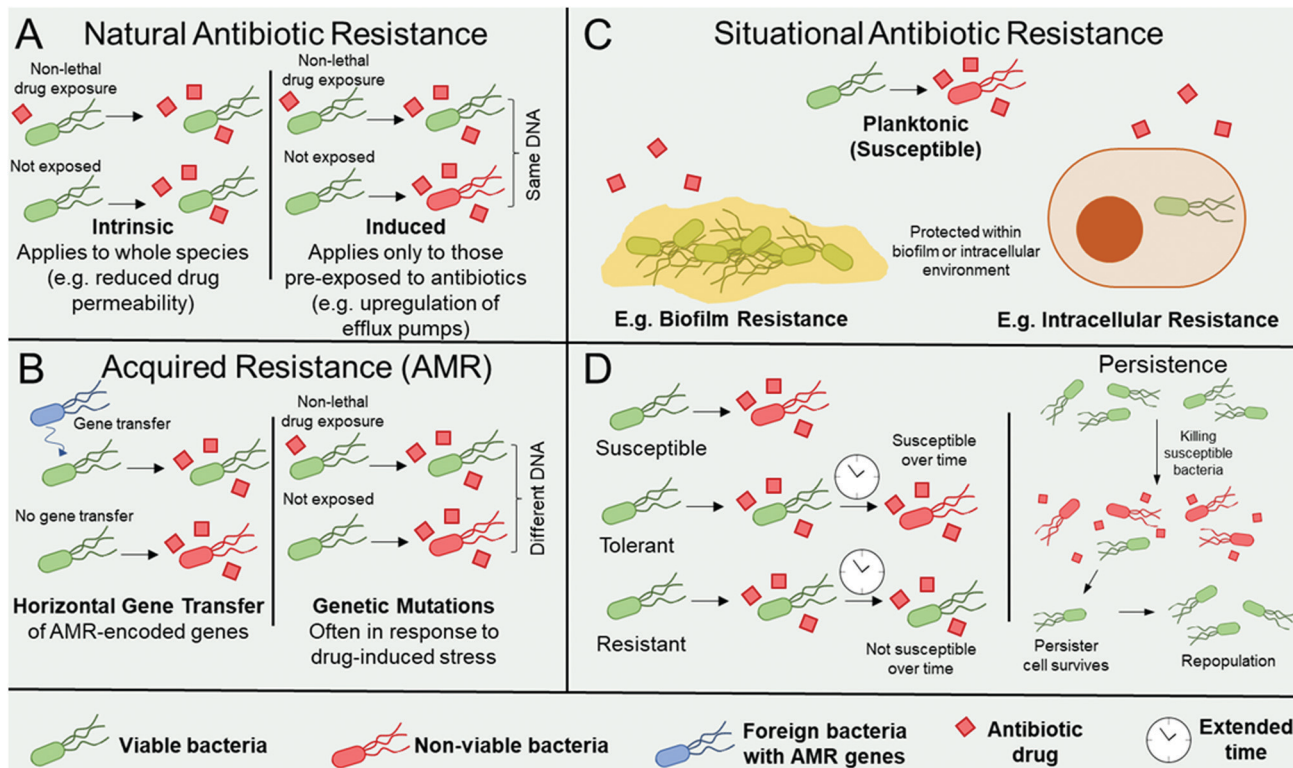 A
Natural Antibiotic Resistance
Non-lethal
drug exposure
Not exposed
Intrinsic
Applies to whole species
(e.g. reduced drug
permeability)
Non-lethal
drug exposure
Not exposed
Same DNA
Induced
Applies only to those
pre-exposed to antibiotics
(e.g. upregulation of
efflux pumps)
B
Acquired Resistance (AMR)
Gene transfer
No gene transfer
Horizontal Gene Transfer
of AMR-encoded genes
Non-lethal
drug exposure
Not exposed
Different DNA
Genetic Mutations
Often in response to
drug-induced stress
C
Situational Antibiotic Resistance
Planktonic
(Susceptible)
Protected within
biofilm or intracellular
environment
E.g. Biofilm Resistance
E.g. Intracellular Resistance
D
Susceptible
Tolerant
Susceptible
over time
Resistant
Not susceptible
over time
Persistence
Killing
susceptible
bacteria
Persister
cell survives
Repopulation
Viable bacteria
Non-viable bacteria
Foreign bacteria
with AMR genes
Antibiotic
drug
Extended
time